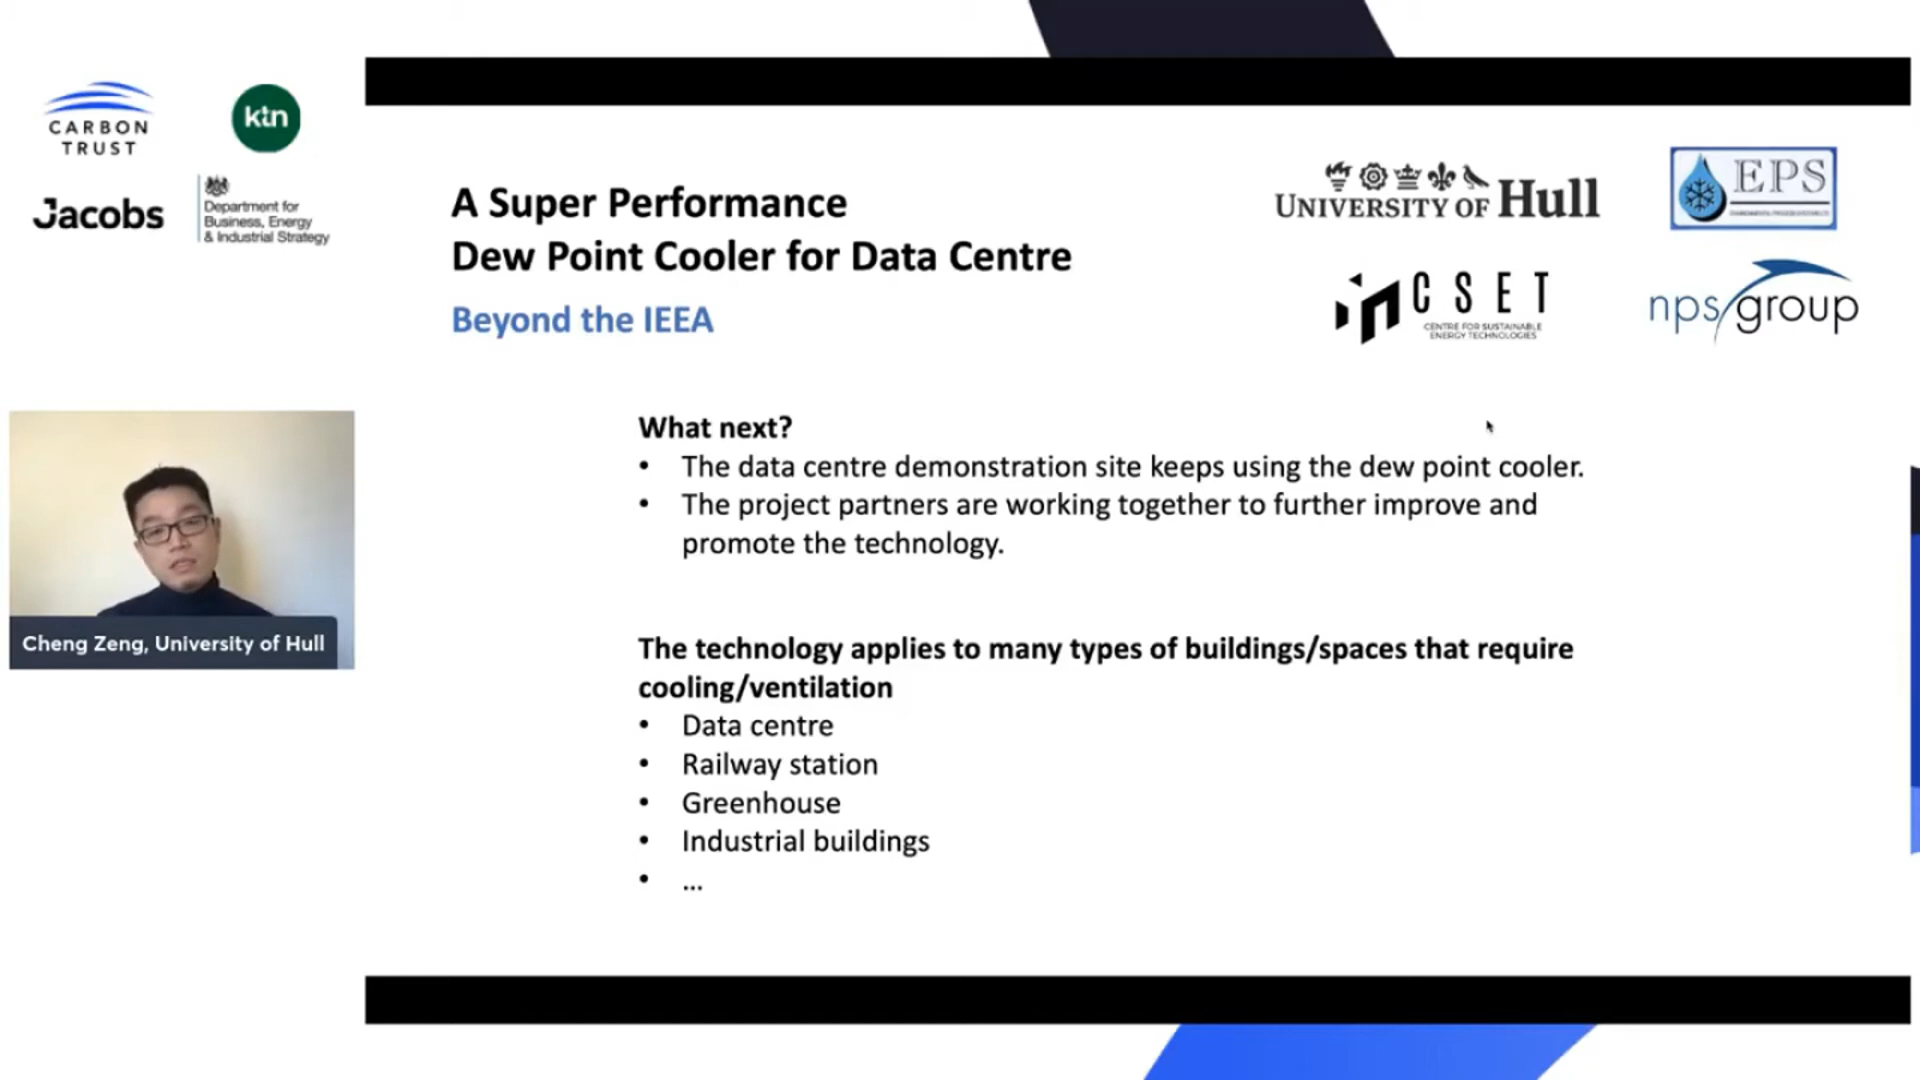 CARBON
TRUST
ktn
Jacobs
Department for
Business, Energy
& Industrial Strategy
A Super Performance
Dew Point Cooler for Data Centre
Beyond the IEEA
UNIVERSITY OF Hull
EPS
CSET
CENTRE FOR SUSTAINABLE
ENERGY TECHNOLOGIES
nps group
What next?
• The data centre demonstration site keeps using the dew point cooler.
• The project partners are working together to further improve and
promote the technology.
Cheng Zeng, University of Hull
The technology applies to many types of buildings/spaces that require
cooling/ventilation
• Data centre
• Railway station
• Greenhouse
• Industrial buildings
• ...